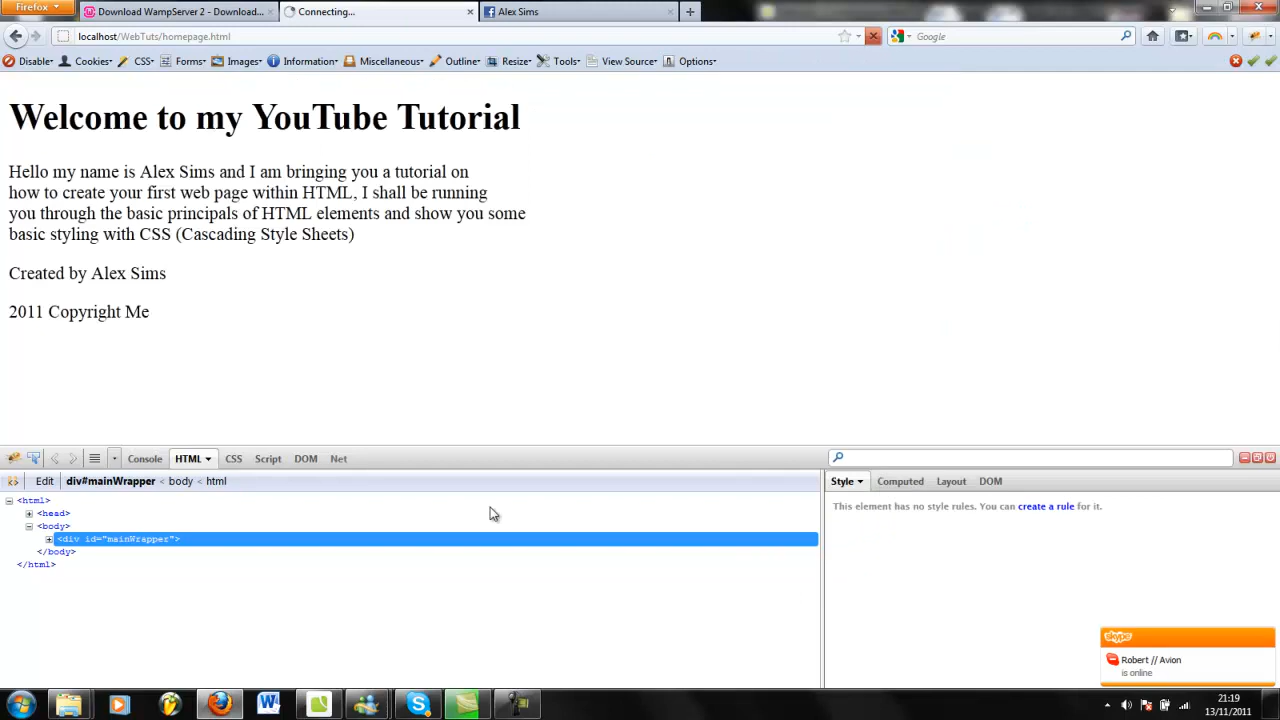 Firefox
Download WampServer 2 - Download...
Connecting...
Alex Sims
localhost/WebTuts/homepage.html
Google
Disable
Cookies
CSS
Forms
Images
Information
Miscellaneous
Outline
Resize
Tools
View Source
Options
Welcome to my YouTube Tutorial
Hello my name is Alex Sims and I am bringing you a tutorial on
how to create your first web page within HTML, I shall be running
you through the basic principals of HTML elements and show you some
basic styling with CSS (Cascading Style Sheets)
Created by Alex Sims
2011 Copyright Me
Console
HTML
CSS
Script
DOM
Net
Edit
div#mainWrapper < body < html
Style
Computed
Layout
DOM
<html>
<head>
<body>
<div id="mainWrapper">
</body>
</html>
This element has no style rules. You can create a rule for it.
skype
Robert // Avion
is online
21:19
13/11/2011